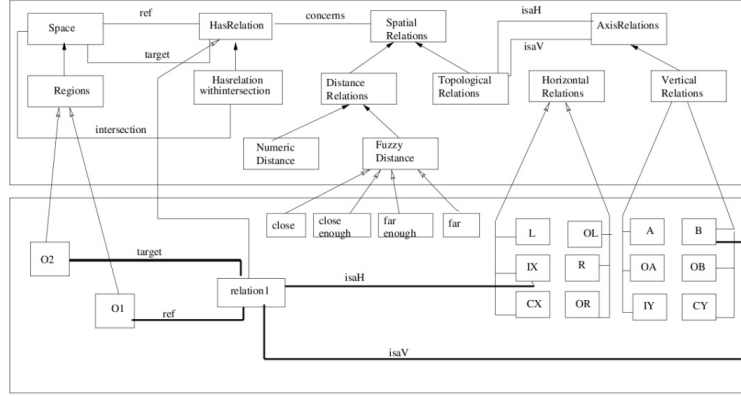 ref
concerns
isaH
Space
HasRelation
Spatial
Relations
AxisRelations
target
isaV
Regions
Hasrelation
withintersection
Distance
Relations
Topological
Relations
Horizontal
Relations
Vertical
Relations
intersection
Numeric
Distance
Fuzzy
Distance
close
close
enough
far
enough
far
L
OL
A
B
O2
target
IX
R
OA
OB
isaH
relation1
O1
ref
CX
OR
IY
CY
isaV